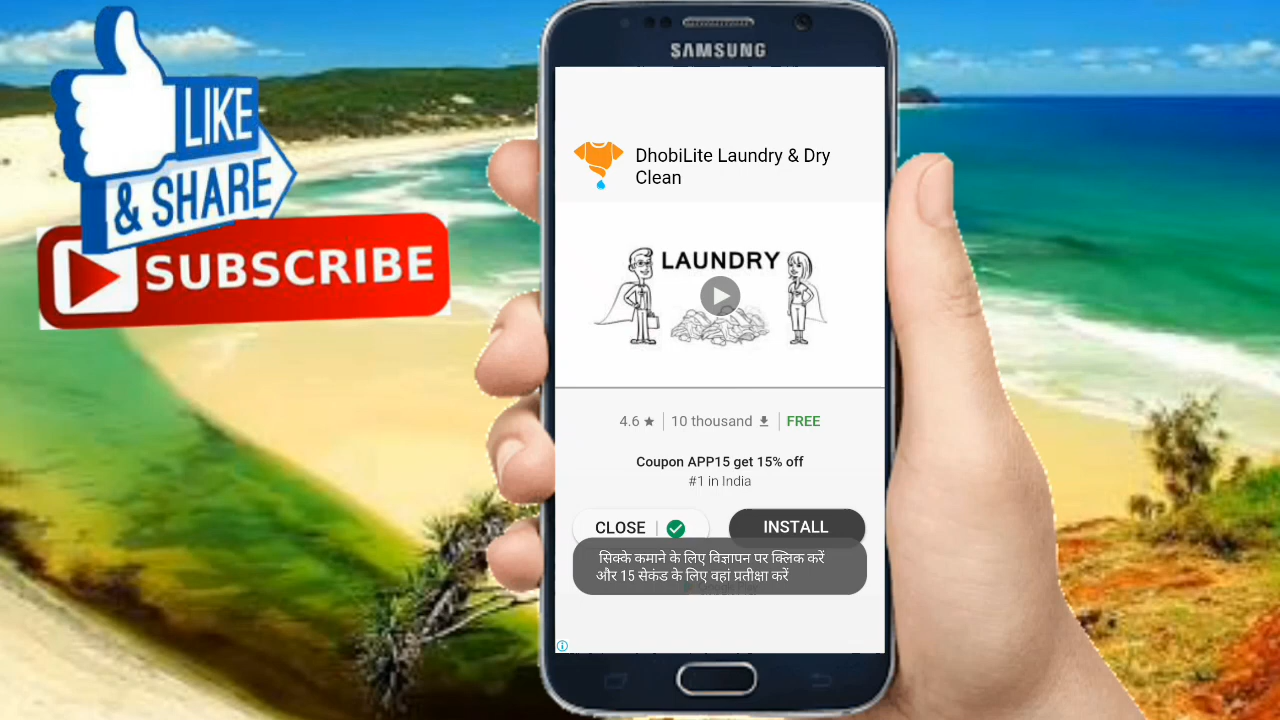 LIKE
& SHARE
SUBSCRIBE
SAMSUNG
DhobiLite Laundry & Dry
Clean
LAUNDRY
4.6 ★ | 10 thousand | FREE
Coupon APP15 get 15% off
#1 in India
CLOSE | INSTALL
सिक्के कमाने के लिए विज्ञापन पर क्लिक करें
और 15 सेकंड के लिए वहां प्रतीक्षा करें